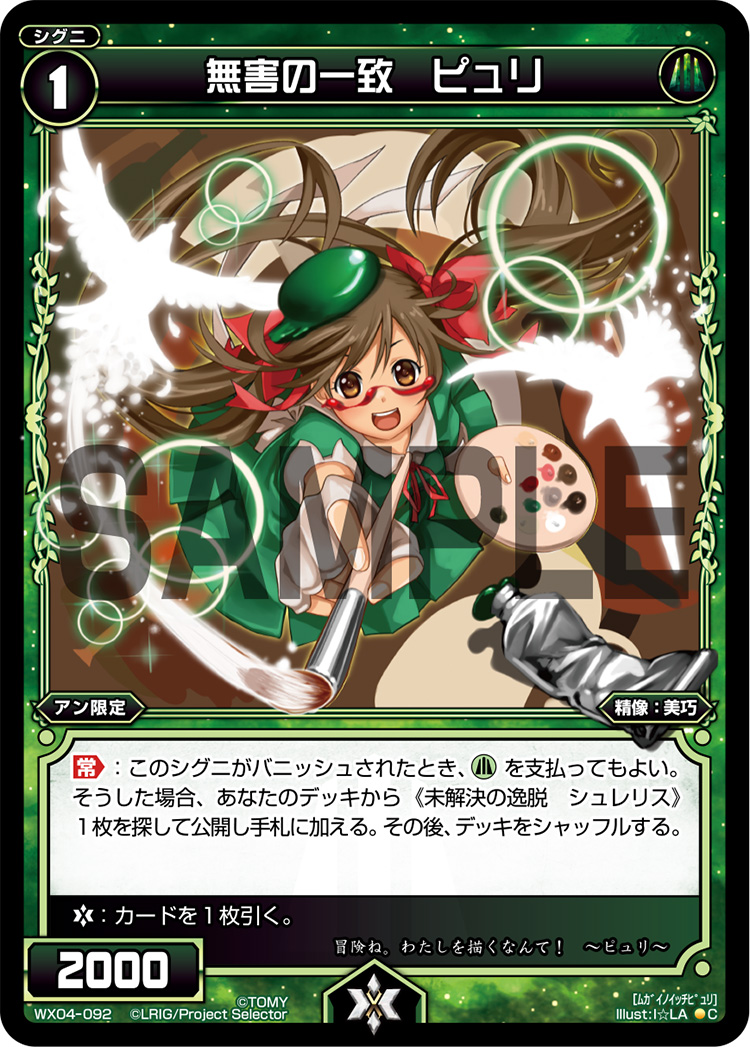 シグニ
1
無害の一致　ピュリ
SAMPLE
アン限定
精像：美巧
常：このシグニがバニッシュされたとき、を支払ってもよい。
そうした場合、あなたのデッキから《未解決の逸脱　シュレリス》
１枚を探して公開し手札に加える。その後、デッキをシャッフルする。
：カードを１枚引く。
冒険ね。わたしを描くなんて！　～ピュリ～
2000
©TOMY
[ﾑｶﾞｲﾉｲｯﾁﾋﾟｭﾘ]
WX04-092 ©LRIG/Project Selector
Illust:I☆LA C